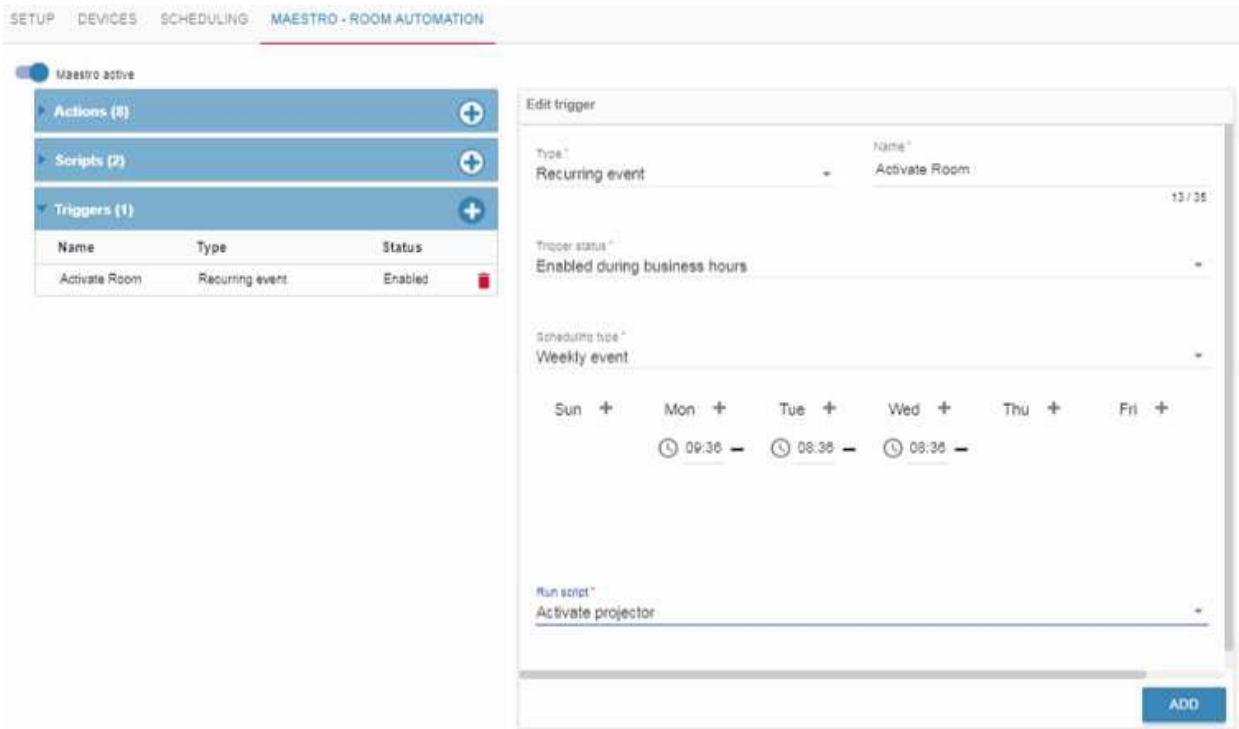 SETUP DEVICES SCHEDULING MAESTRO - ROOM AUTOMATION
Maestro active
Actions (8)
Scripts (2)
Triggers (1)
Name Type Status
Activate Room Recurring event Enabled
Edit trigger
Type * Name *
Recurring event Activate Room
13 / 35
Trigger status *
Enabled during business hours
Scheduling type *
Weekly event
Sun + Mon + Tue + Wed + Thu + Fri +
09:36 08:36 08:36
Run script *
Activate projector
ADD